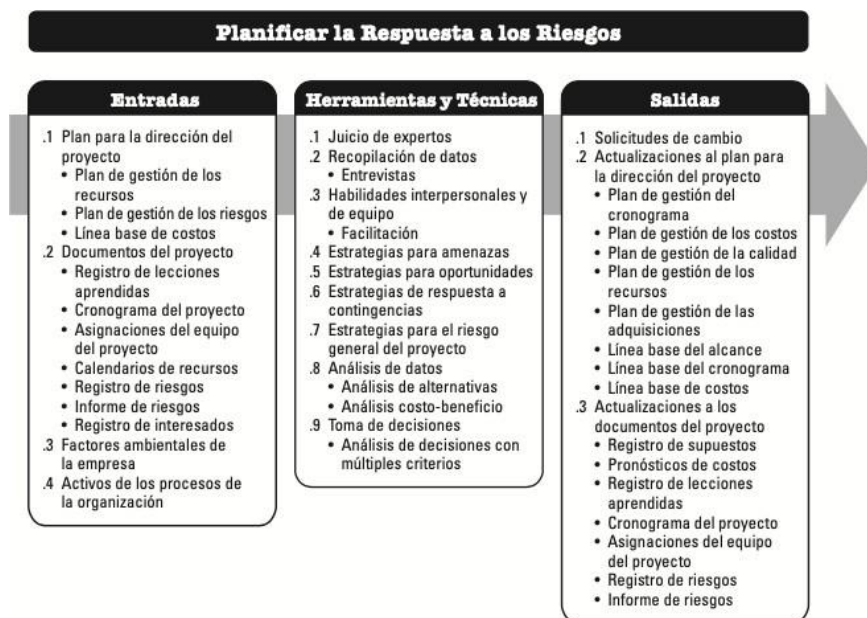 Planificar la Respuesta a los Riesgos
Entradas
.1 Plan para la dirección del
proyecto
• Plan de gestión de los
recursos
• Plan de gestión de los riesgos
• Línea base de costos
.2 Documentos del proyecto
• Registro de lecciones
aprendidas
• Cronograma del proyecto
• Asignaciones del equipo
del proyecto
• Calendarios de recursos
• Registro de riesgos
• Informe de riesgos
• Registro de interesados
.3 Factores ambientales de
la empresa
.4 Activos de los procesos de
la organización
Herramientas y Técnicas
.1 Juicio de expertos
.2 Recopilación de datos
• Entrevistas
.3 Habilidades interpersonales y
de equipo
• Facilitación
.4 Estrategias para amenazas
.5 Estrategias para oportunidades
.6 Estrategias de respuesta a
contingencias
.7 Estrategias para el riesgo
general del proyecto
.8 Análisis de datos
• Análisis de alternativas
• Análisis costo-beneficio
.9 Toma de decisiones
• Análisis de decisiones con
múltiples criterios
Salidas
.1 Solicitudes de cambio
.2 Actualizaciones al plan para
la dirección del proyecto
• Plan de gestión del
cronograma
• Plan de gestión de los costos
• Plan de gestión de la calidad
• Plan de gestión de los
recursos
• Plan de gestión de las
adquisiciones
• Línea base del alcance
• Línea base del cronograma
• Línea base de costos
.3 Actualizaciones a los
documentos del proyecto
• Registro de supuestos
• Pronósticos de costos
• Registro de lecciones
aprendidas
• Cronograma del proyecto
• Asignaciones del equipo
del proyecto
• Registro de riesgos
• Informe de riesgos